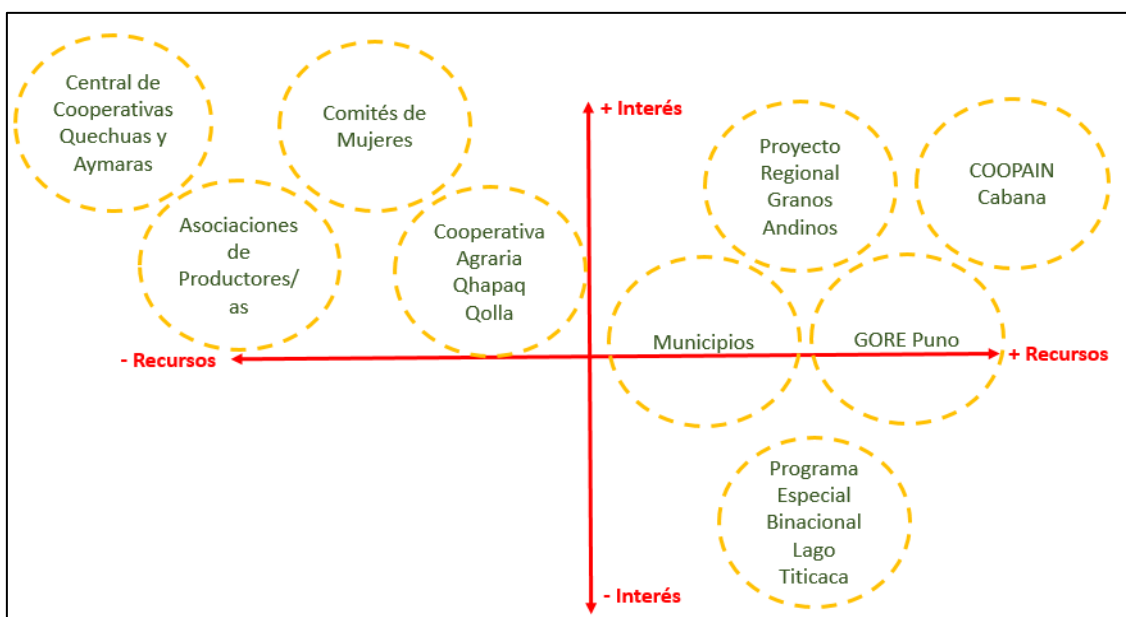 Central de
Cooperativas
Quechuas y
Aymaras
Comités de
Mujeres
+ Interés
Proyecto
Regional
Granos
Andinos
COOPAIN
Cabana
Asociaciones
de
Productores/
as
Cooperativa
Agraria
Qhapaq
Qolla
Municipios
GORE Puno
- Recursos
+ Recursos
Programa
Especial
Binacional
Lago
Titicaca
- Interés